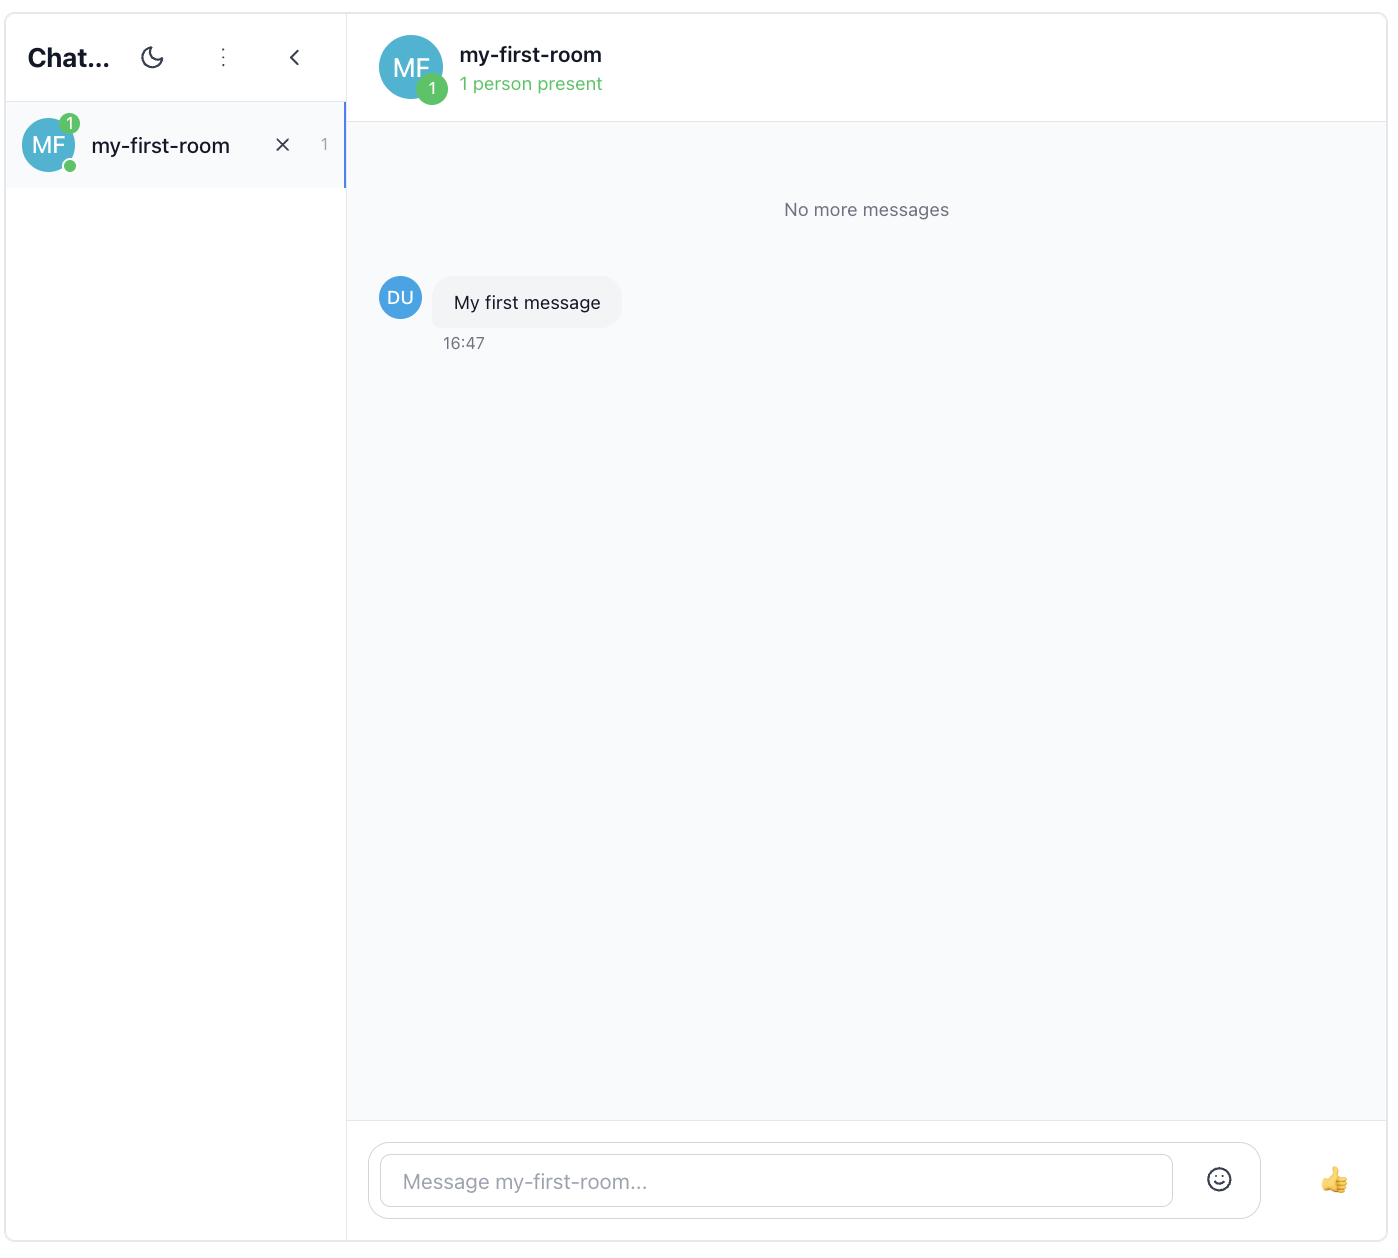 Chat...
1
MF
my-first-room
1
MF
1
my-first-room
1 person present
No more messages
DU
My first message
16:47
Message my-first-room...